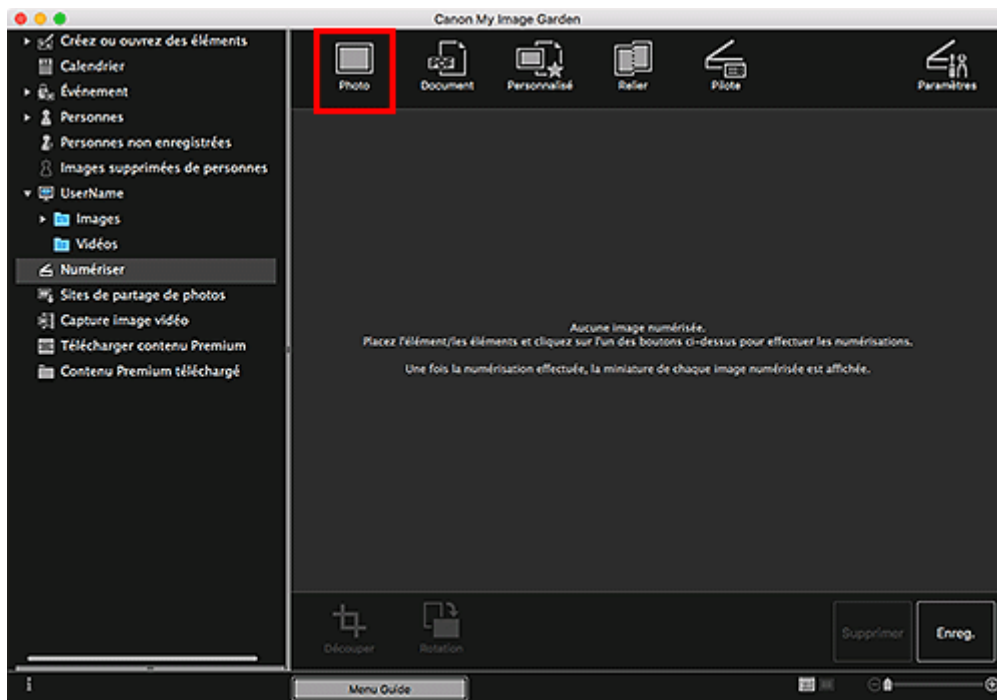 Canon My Image Garden
Créez ou ouvrez des éléments
Calendrier
Événement
Personnes
Personnes non enregistrées
Images supprimées de personnes
UserName
Images
Vidéos
Numériser
Sites de partage de photos
Capture image vidéo
Télécharger contenu Premium
Contenu Premium téléchargé
Photo
PDF
Document
Personnalisé
Relier
Pilote
Paramètres
Aucune image numérisée.
Placez l'élément/les éléments et cliquez sur l'un des boutons ci-dessus pour effectuer les numérisations.
Une fois la numérisation effectuée, la miniature de chaque image numérisée est affichée.
Découper
Rotation
Supprimer
Enreg.
Menu Guide